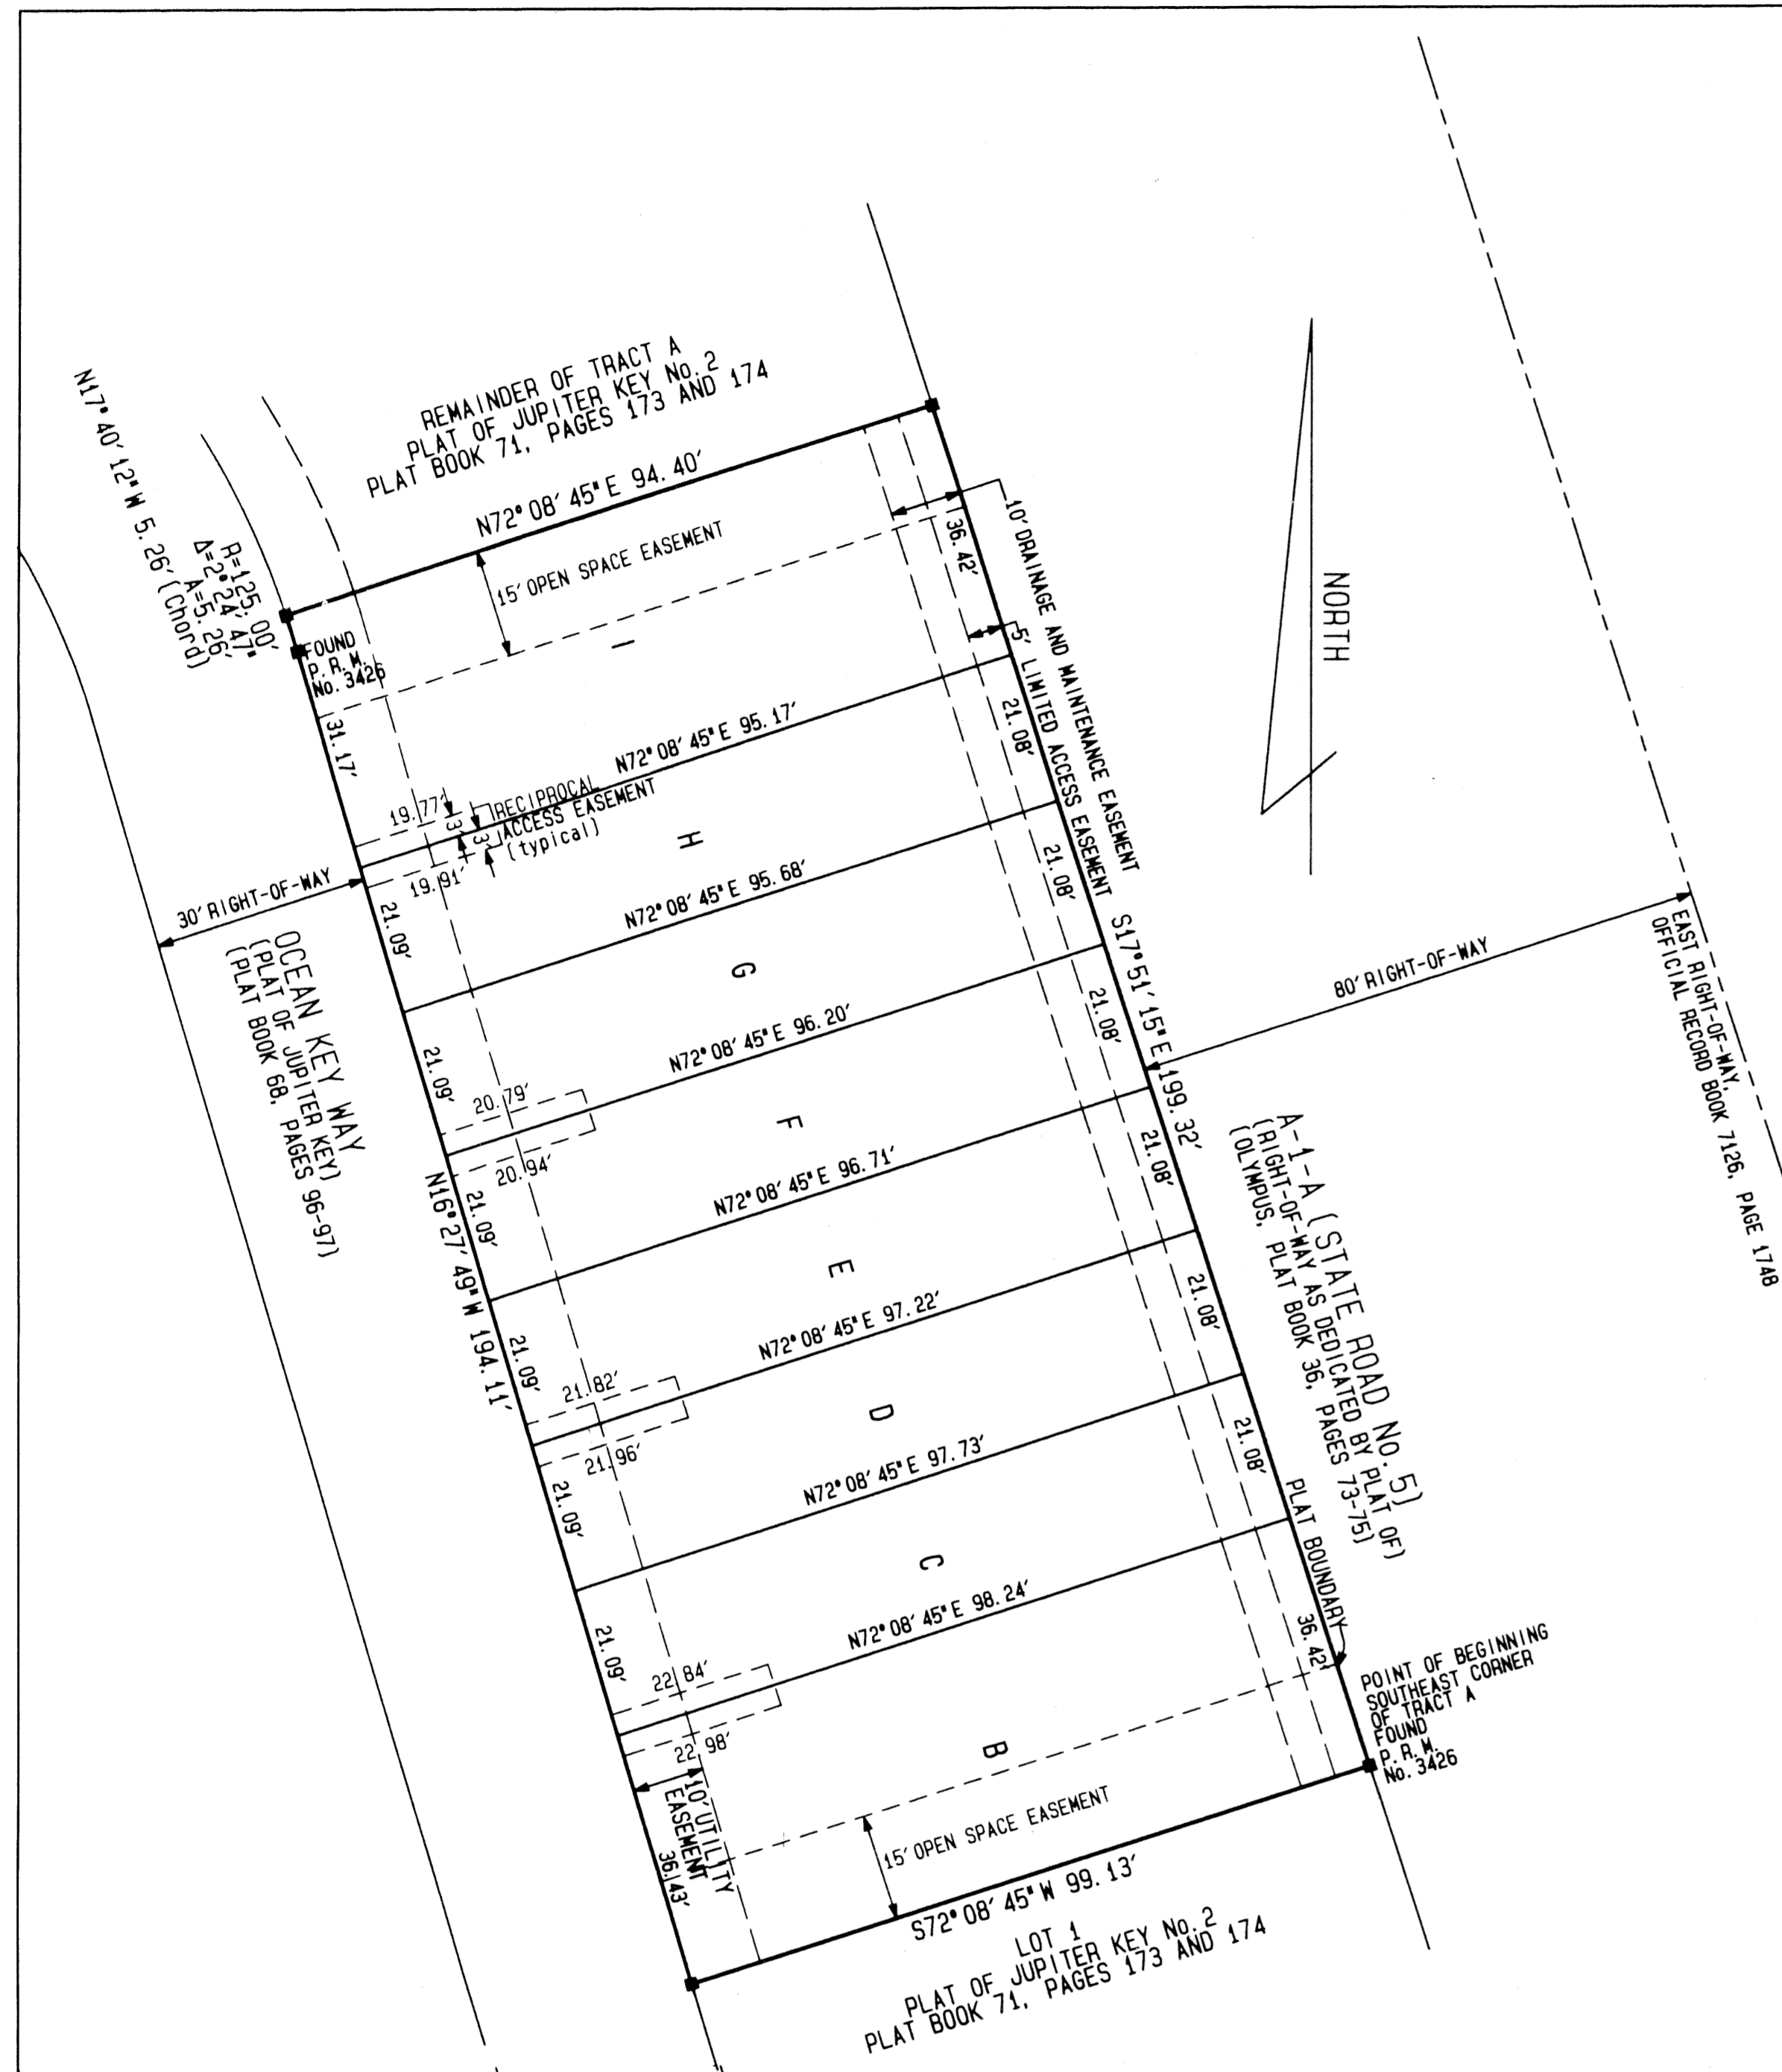 REMAINDER OF TRACT A
PLAT OF JUPITER KEY No. 2
PLAT BOOK 71, PAGES 173 AND 174
N72° 08' 45" E 94. 40'
15' OPEN SPACE EASEMENT
N17° 40' 12" W 5. 26' (Chord)
R=125. 00'
Δ=2° 24' 47"
A=5. 26'
FOUND
P. R. M.
No. 3426
I
31. 17'
36. 42'
10' DRAINAGE AND MAINTENANCE EASEMENT
5' LIMITED ACCESS EASEMENT
NORTH
N72° 08' 45" E 95. 17'
21. 08'
19. 77'
3'
3'
RECIPROCAL
ACCESS EASEMENT
(typical)
19. 91'
H
30' RIGHT-OF-WAY
21. 09'
N72° 08' 45" E 95. 68'
21. 08'
OCEAN KEY WAY
(PLAT OF JUPITER KEY)
(PLAT BOOK 68, PAGES 96-97)
G
S17° 51' 15" E 199. 32'
80' RIGHT-OF-WAY
EAST RIGHT-OF-WAY,
OFFICIAL RECORD BOOK 7126, PAGE 1748
21. 09'
N72° 08' 45" E 96. 20'
21. 08'
20. 79'
20. 94'
F
N16° 27' 49" W 194. 11'
21. 09'
N72° 08' 45" E 96. 71'
21. 08'
A-1-A (STATE ROAD No. 5)
(RIGHT-OF-WAY AS DEDICATED BY PLAT OF)
(OLYMPUS, PLAT BOOK 36, PAGES 73-75)
E
21. 09'
N72° 08' 45" E 97. 22'
21. 08'
21. 82'
21. 96'
D
21. 09'
N72° 08' 45" E 97. 73'
21. 08'
PLAT BOUNDARY
C
21. 09'
N72° 08' 45" E 98. 24'
36. 42'
22. 84'
22. 98'
B
10' UTILITY
EASEMENT
36. 43'
15' OPEN SPACE EASEMENT
POINT OF BEGINNING
SOUTHEAST CORNER
OF TRACT A
FOUND
P. R. M.
No. 3426
S72° 08' 45" W 99. 13'
LOT 1
PLAT OF JUPITER KEY No. 2
PLAT BOOK 71, PAGES 173 AND 174